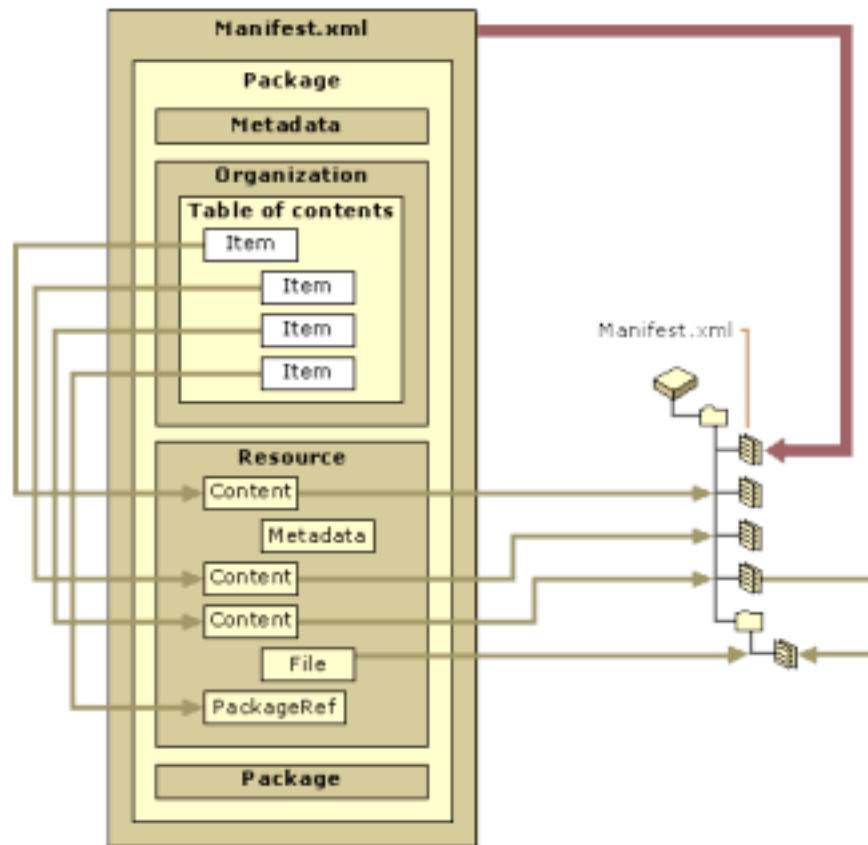 Manifest.xml
Package
Metadata
Organization
Table of contents
Item
Item
Item
Item
Manifest.xml
Resource
Content
Metadata
Content
Content
File
PackageRef
Package